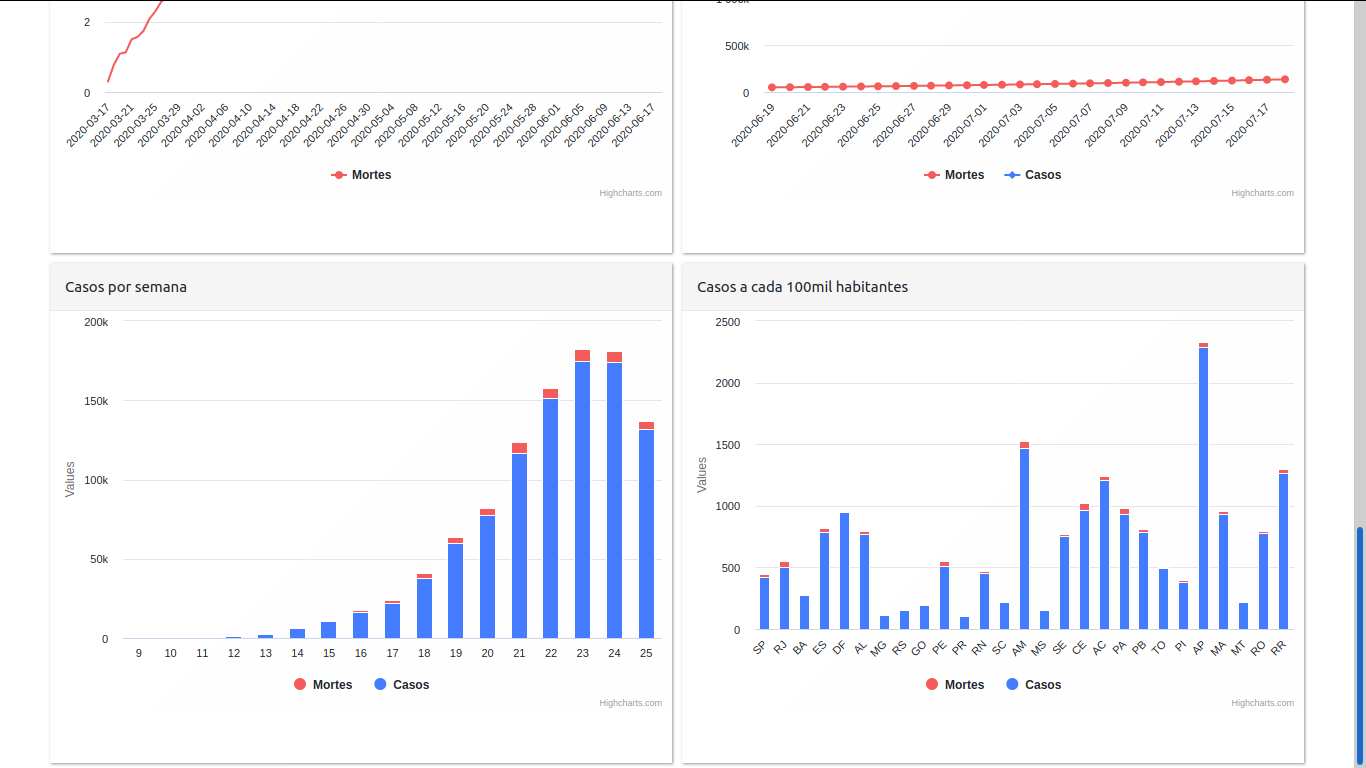 2
0
2020-03-17 2020-03-21 2020-03-25 2020-03-29 2020-04-02 2020-04-06 2020-04-10 2020-04-14 2020-04-18 2020-04-22 2020-04-26 2020-04-30 2020-05-04 2020-05-08 2020-05-12 2020-05-16 2020-05-20 2020-05-24 2020-05-28 2020-06-01 2020-06-05 2020-06-09 2020-06-13 2020-06-17
Mortes
Highcharts.com
500k
0
2020-06-19 2020-06-21 2020-06-23 2020-06-25 2020-06-27 2020-06-29 2020-07-01 2020-07-03 2020-07-05 2020-07-07 2020-07-09 2020-07-11 2020-07-13 2020-07-15 2020-07-17
Mortes Casos
Highcharts.com
Casos por semana
Values
200k
150k
100k
50k
0
9 10 11 12 13 14 15 16 17 18 19 20 21 22 23 24 25
Mortes Casos
Highcharts.com
Casos a cada 100mil habitantes
Values
2500
2000
1500
1000
500
0
SP RJ BA ES DF AL MG RS GO PE PR RN SC AM MS SE CE AC PA PB TO PI AP MA MT RO RR
Mortes Casos
Highcharts.com